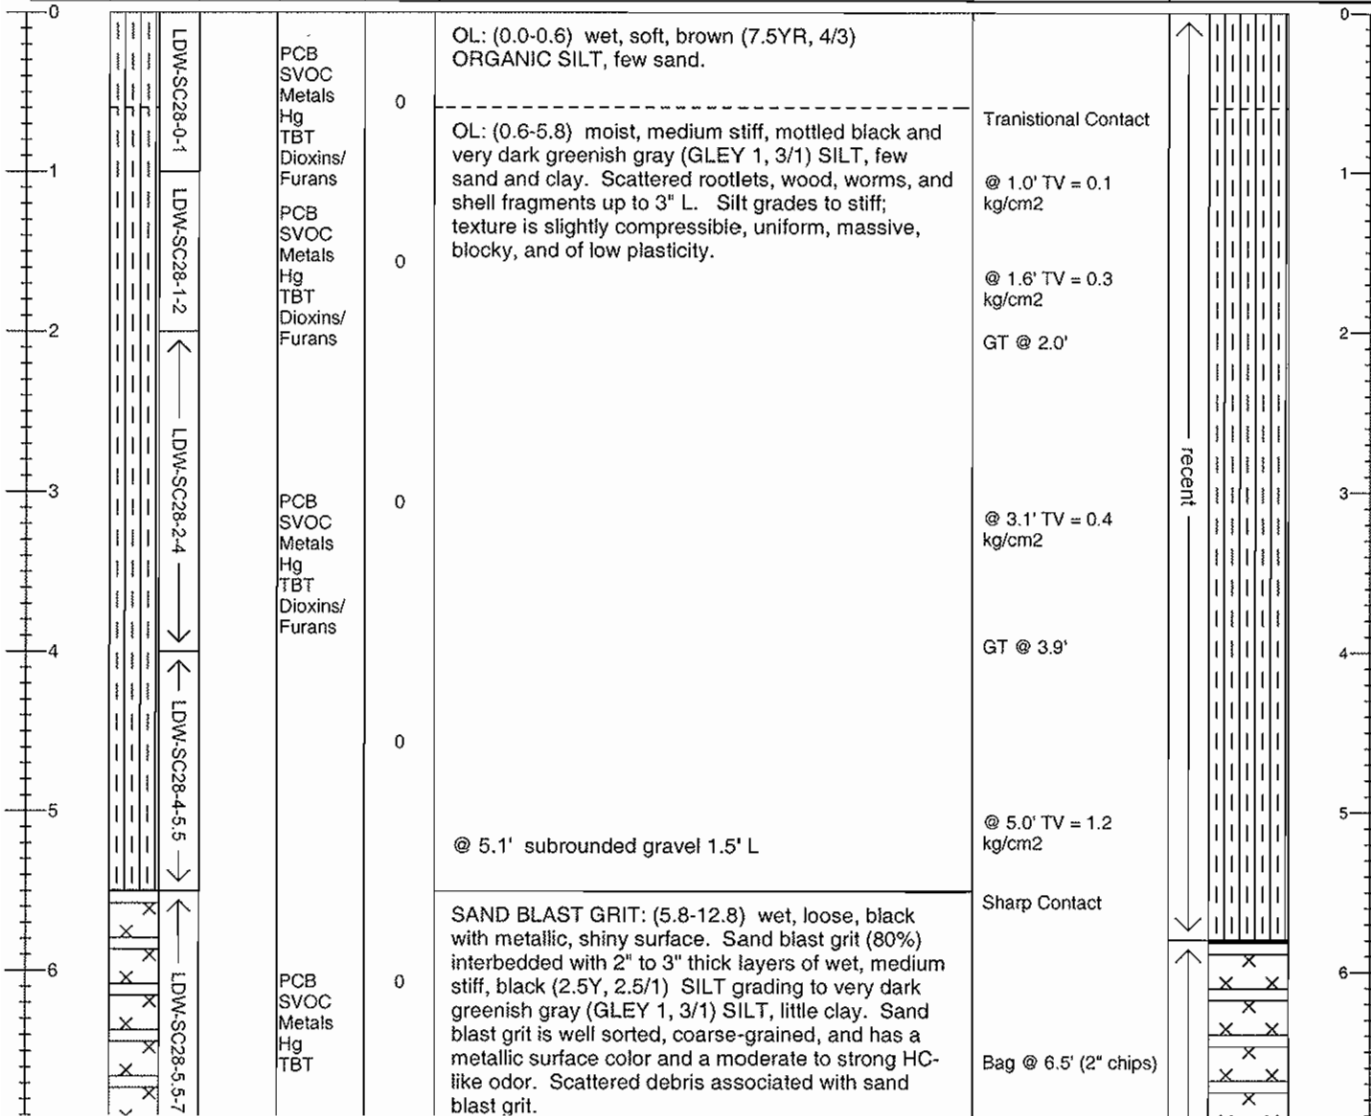 0
1
2
3
4
5
6
LDW-SC28-0-1
LDW-SC28-1-2
LDW-SC28-2-4
LDW-SC28-4-5.5
LDW-SC28-5.5-7
PCB
SVOC
Metals
Hg
TBT
Dioxins/
Furans
PCB
SVOC
Metals
Hg
TBT
Dioxins/
Furans
PCB
SVOC
Metals
Hg
TBT
Dioxins/
Furans
PCB
SVOC
Metals
Hg
TBT
0
0
0
0
0
OL: (0.0-0.6) wet, soft, brown (7.5YR, 4/3)
ORGANIC SILT, few sand.
OL: (0.6-5.8) moist, medium stiff, mottled black and
very dark greenish gray (GLEY 1, 3/1) SILT, few
sand and clay. Scattered rootlets, wood, worms, and
shell fragments up to 3" L. Silt grades to stiff;
texture is slightly compressible, uniform, massive,
blocky, and of low plasticity.
@ 5.1' subrounded gravel 1.5' L
SAND BLAST GRIT: (5.8-12.8) wet, loose, black
with metallic, shiny surface. Sand blast grit (80%)
interbedded with 2" to 3" thick layers of wet, medium
stiff, black (2.5Y, 2.5/1) SILT grading to very dark
greenish gray (GLEY 1, 3/1) SILT, little clay. Sand
blast grit is well sorted, coarse-grained, and has a
metallic surface color and a moderate to strong HC-
like odor. Scattered debris associated with sand
blast grit.
Tranistional Contact
@ 1.0' TV = 0.1
kg/cm2
@ 1.6' TV = 0.3
kg/cm2
GT @ 2.0'
@ 3.1' TV = 0.4
kg/cm2
GT @ 3.9'
@ 5.0' TV = 1.2
kg/cm2
Sharp Contact
Bag @ 6.5' (2" chips)
recent
0
1
2
3
4
5
6